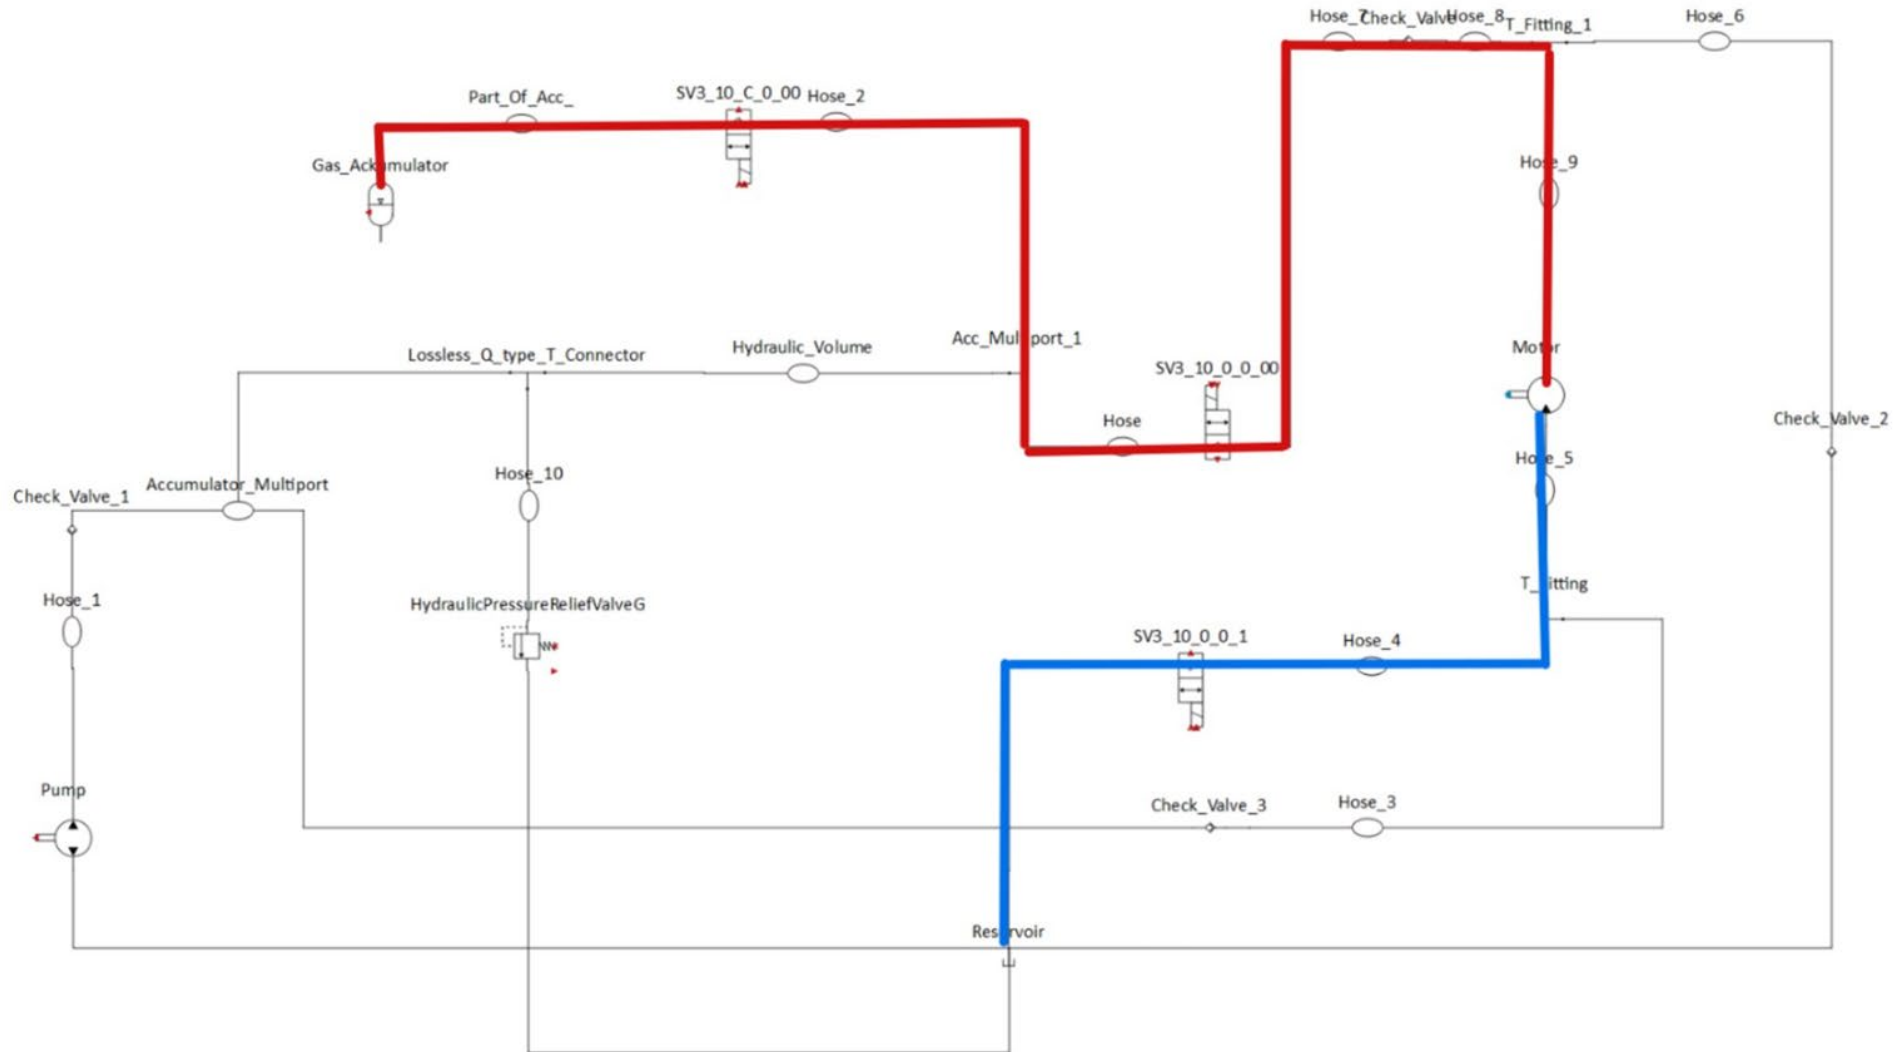 Hose_7
Check_Valve
Hose_8
T_Fitting_1
Hose_6
Part_Of_Acc_
SV3_10_C_0_00
Hose_2
Gas_Ackumulator
Hose_9
Acc_Multiport_1
Motor
Lossless_Q_type_T_Connector
Hydraulic_Volume
SV3_10_0_0_00
Hose
Check_Valve_2
Hose_5
Hose_10
Accumulator_Multiport
Check_Valve_1
T_Fitting
Hose_1
HydraulicPressureReliefValveG
SV3_10_0_0_1
Hose_4
Pump
Check_Valve_3
Hose_3
Reservoir